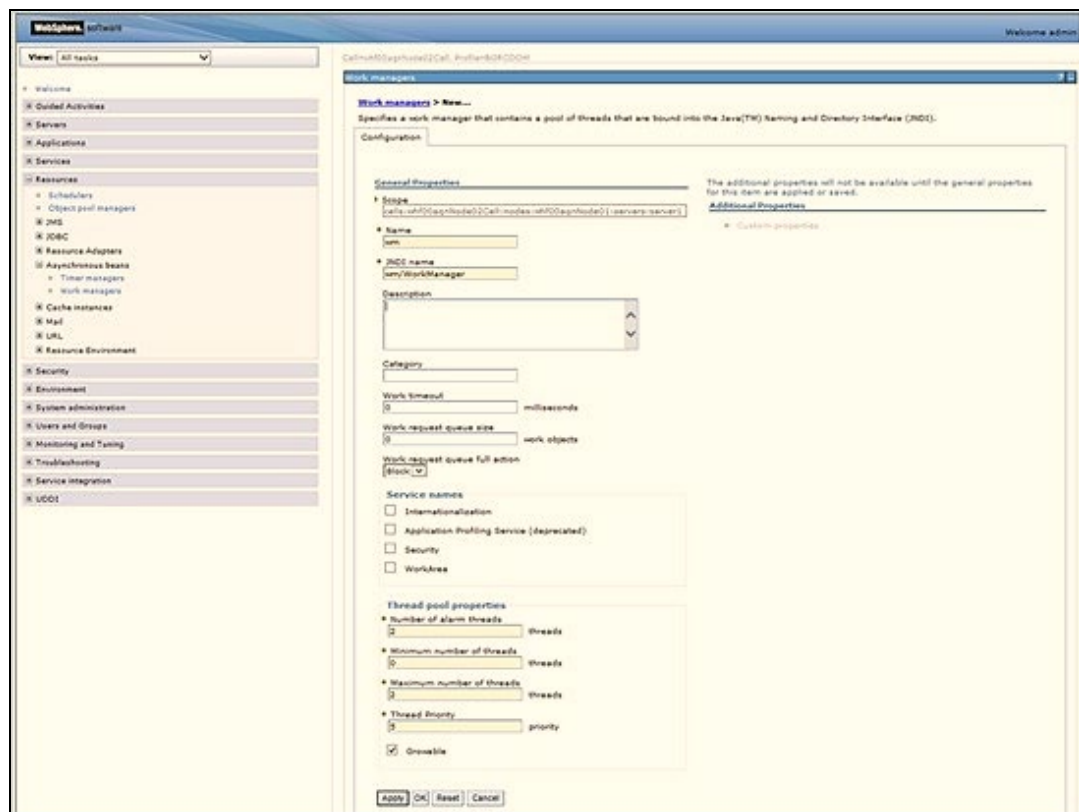 WebSphere. software
Welcome admin
View: All tasks
Welcome
Guided Activities
Servers
Applications
Services
Resources
Schedulers
Object pool managers
JMS
JDBC
Resource Adapters
Asynchronous beans
Timer managers
Work managers
Cache instances
Mail
URL
Resource Environment
Security
Environment
System administration
Users and Groups
Monitoring and Tuning
Troubleshooting
Service integration
UDDI
Work managers
Work managers > New...
Specifies a work manager that contains a pool of threads that are bound into the Java(TM) Naming and Directory Interface (JNDI).
Configuration
General Properties
* Scope
cells:whf00aqnNode02Cell:nodes:whf00aqnNode01:servers:server1
* Name
wm
* JNDI name
wm/WorkManager
Description
Category
Work timeout
0 milliseconds
Work request queue size
0 work objects
Work request queue full action
Block
Service names
Internationalization
Application Profiling Service (deprecated)
Security
WorkArea
Thread pool properties
* Number of alarm threads
2 threads
* Minimum number of threads
0 threads
* Maximum number of threads
2 threads
* Thread Priority
5 priority
Growable
Apply OK Reset Cancel
The additional properties will not be available until the general properties
for this item are applied or saved.
Additional Properties
Custom properties